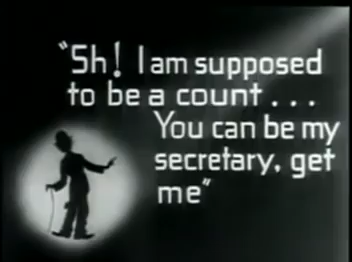 "Sh! I am supposed
to be a count . . .
You can be my
secretary, get
me"